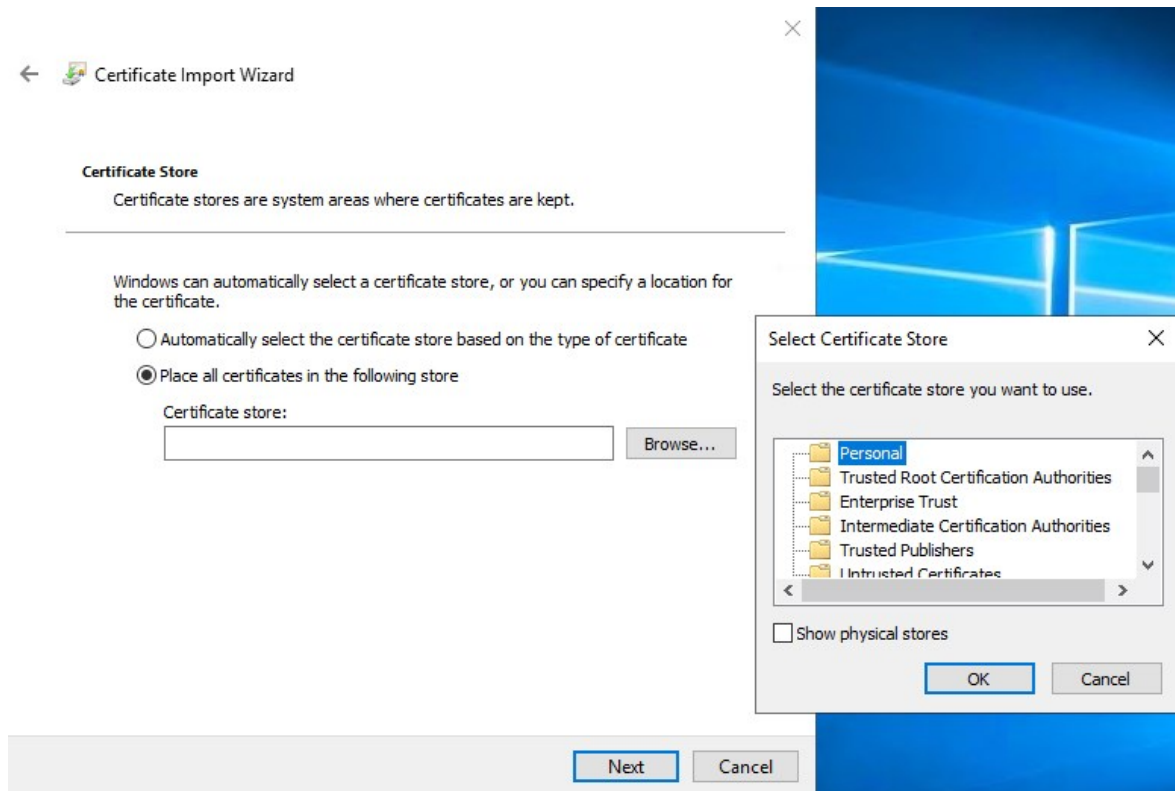 Certificate Import Wizard
Certificate Store
Certificate stores are system areas where certificates are kept.
Windows can automatically select a certificate store, or you can specify a location for
the certificate.
Automatically select the certificate store based on the type of certificate
Place all certificates in the following store
Certificate store:
Browse...
Next
Cancel
Select Certificate Store
Select the certificate store you want to use.
Personal
Trusted Root Certification Authorities
Enterprise Trust
Intermediate Certification Authorities
Trusted Publishers
Untrusted Certificates
Show physical stores
OK
Cancel